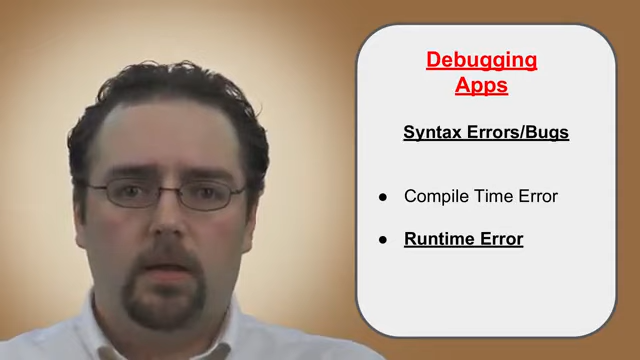 Debugging
Apps
Syntax Errors/Bugs
● Compile Time Error
● Runtime Error